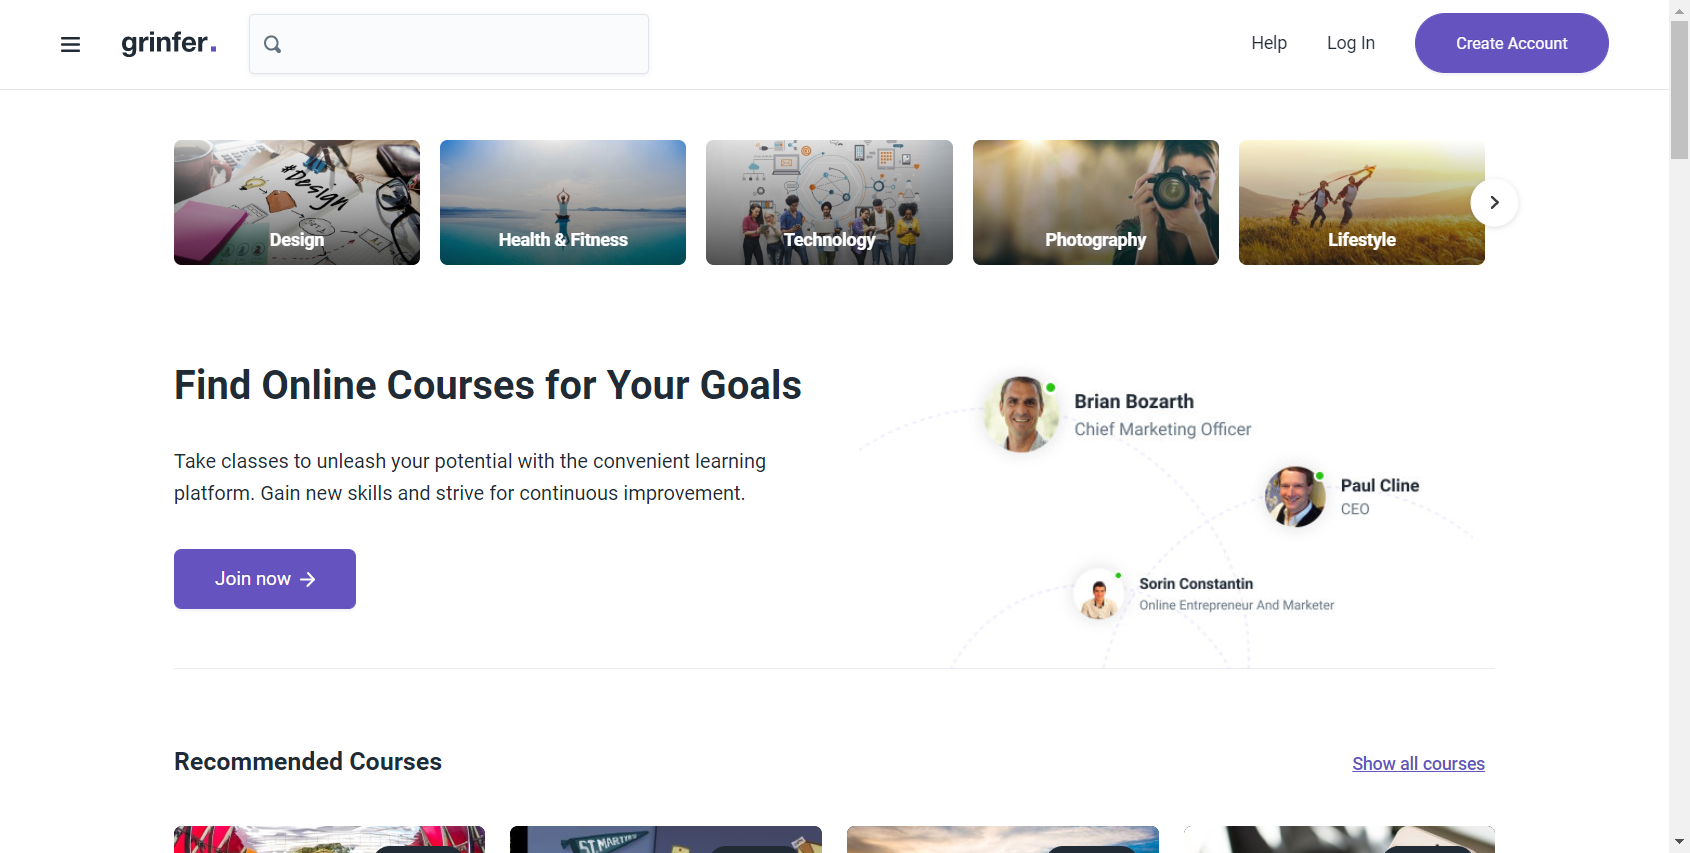 grinfer.
Help
Log In
Create Account
#Design
Design
Health & Fitness
Technology
Photography
Lifestyle
Find Online Courses for Your Goals
Take classes to unleash your potential with the convenient learning
platform. Gain new skills and strive for continuous improvement.
Join now
Brian Bozarth
Chief Marketing Officer
Paul Cline
CEO
Sorin Constantin
Online Entrepreneur And Marketer
Recommended Courses
Show all courses
ST. MARTIN